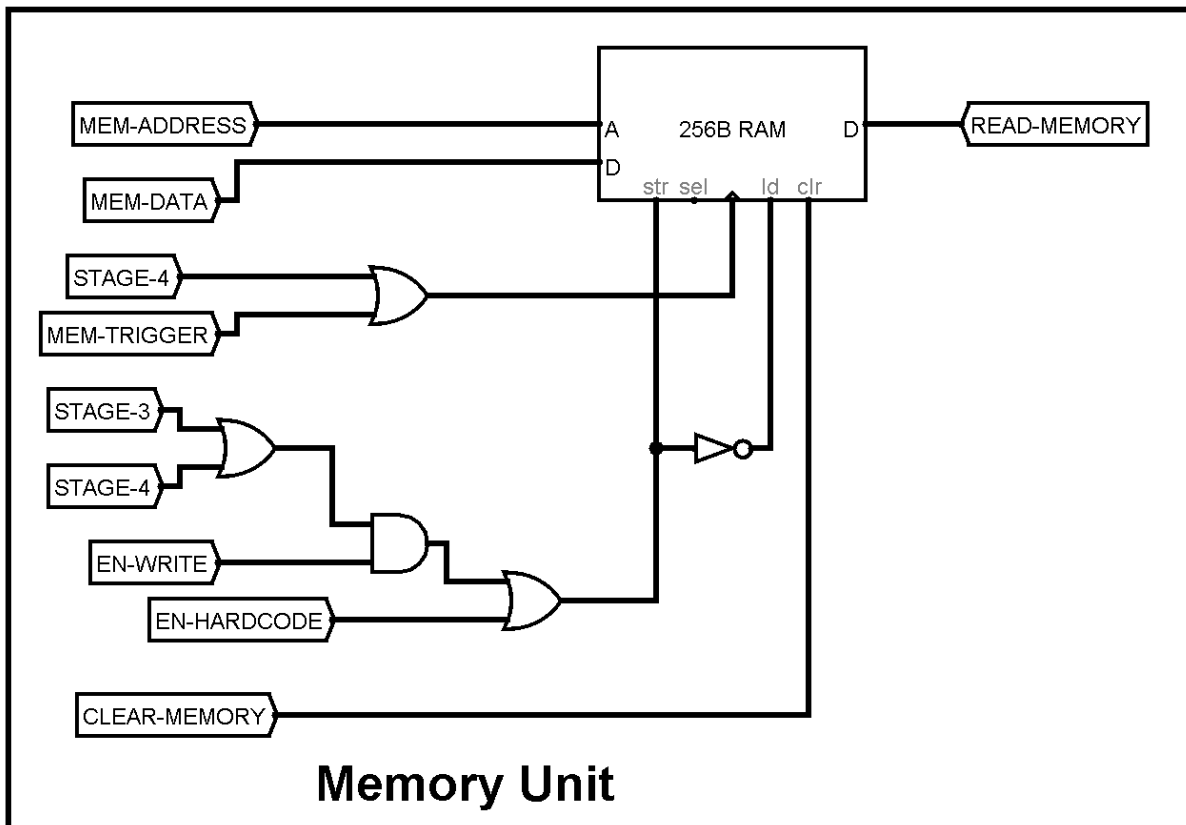 MEM-ADDRESS
A
256B RAM
D
READ-MEMORY
D
MEM-DATA
str sel ld clr
STAGE-4
MEM-TRIGGER
STAGE-3
STAGE-4
EN-WRITE
EN-HARDCODE
CLEAR-MEMORY
Memory Unit